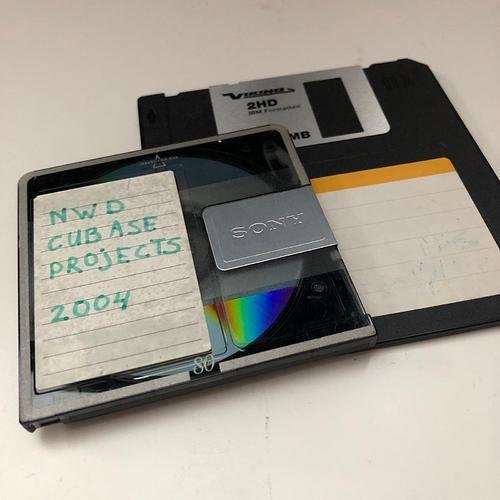 VIKING
2HD
IBM Formatted
MB
SONY
NWD
CUBASE
PROJECTS
2004
80